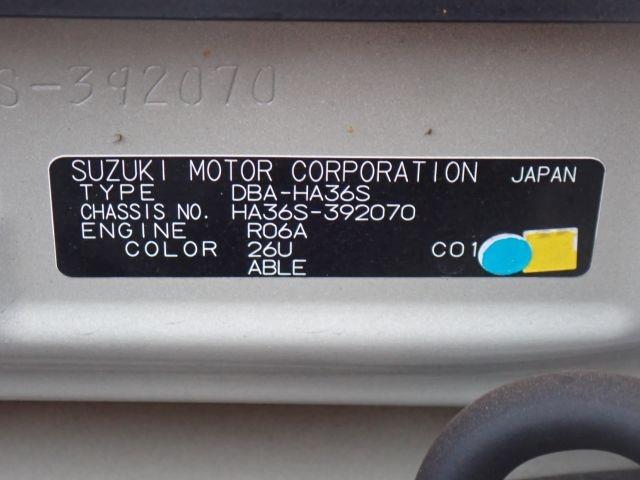 S-392070
SUZUKI MOTOR CORPORATION JAPAN
TYPE DBA-HA36S
CHASSIS NO. HA36S-392070
ENGINE R06A
COLOR 26U C01
ABLE